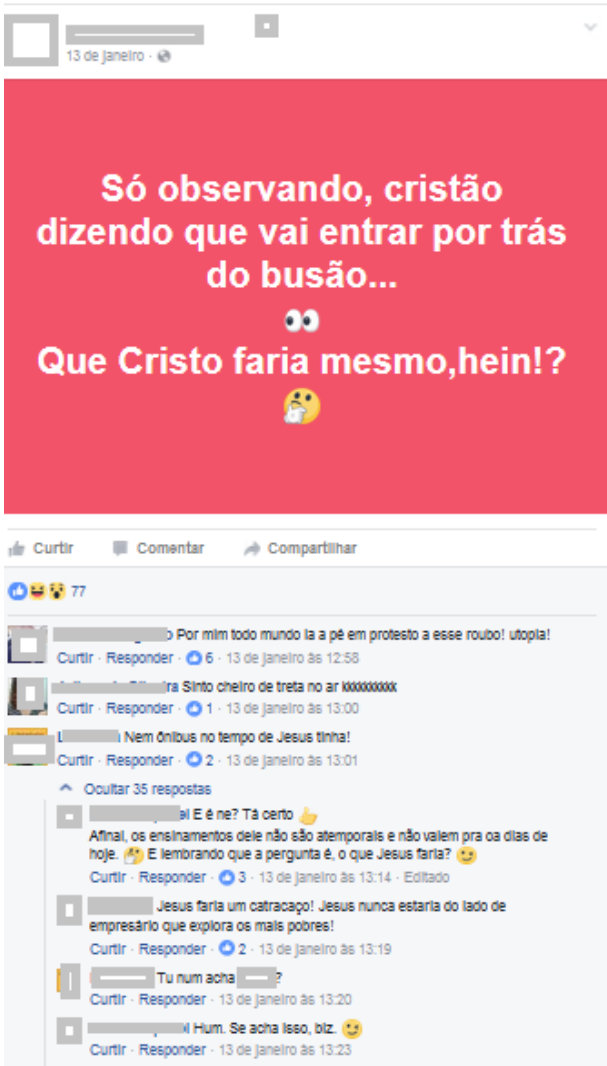 13 de janeiro ·
Só observando, cristão
dizendo que vai entrar por trás
do busão...
👀
Que Cristo faria mesmo,hein!?
🤔
Curtir Comentar Compartilhar
77
Por mim todo mundo ia a pé em protesto a esse roubo! utopia!
Curtir · Responder · 6 · 13 de janeiro às 12:58
Sinto cheiro de treta no ar kkkkkkkkkk
Curtir · Responder · 1 · 13 de janeiro às 13:00
Nem ônibus no tempo de Jesus tinha!
Curtir · Responder · 2 · 13 de janeiro às 13:01
Ocultar 35 respostas
E é ne? Tá certo 👍
Afinal, os ensinamentos dele não são atemporais e não valem pra oa dias de
hoje. 🤔 E lembrando que a pergunta é, o que Jesus faria? 😉
Curtir · Responder · 3 · 13 de janeiro às 13:14 · Editado
Jesus faria um catracaço! Jesus nunca estaria do lado de
empresário que explora os mais pobres!
Curtir · Responder · 2 · 13 de janeiro às 13:19
Tu num acha ?
Curtir · Responder · 13 de janeiro às 13:20
Hum. Se acha isso, blz. 😉
Curtir · Responder · 13 de janeiro às 13:23